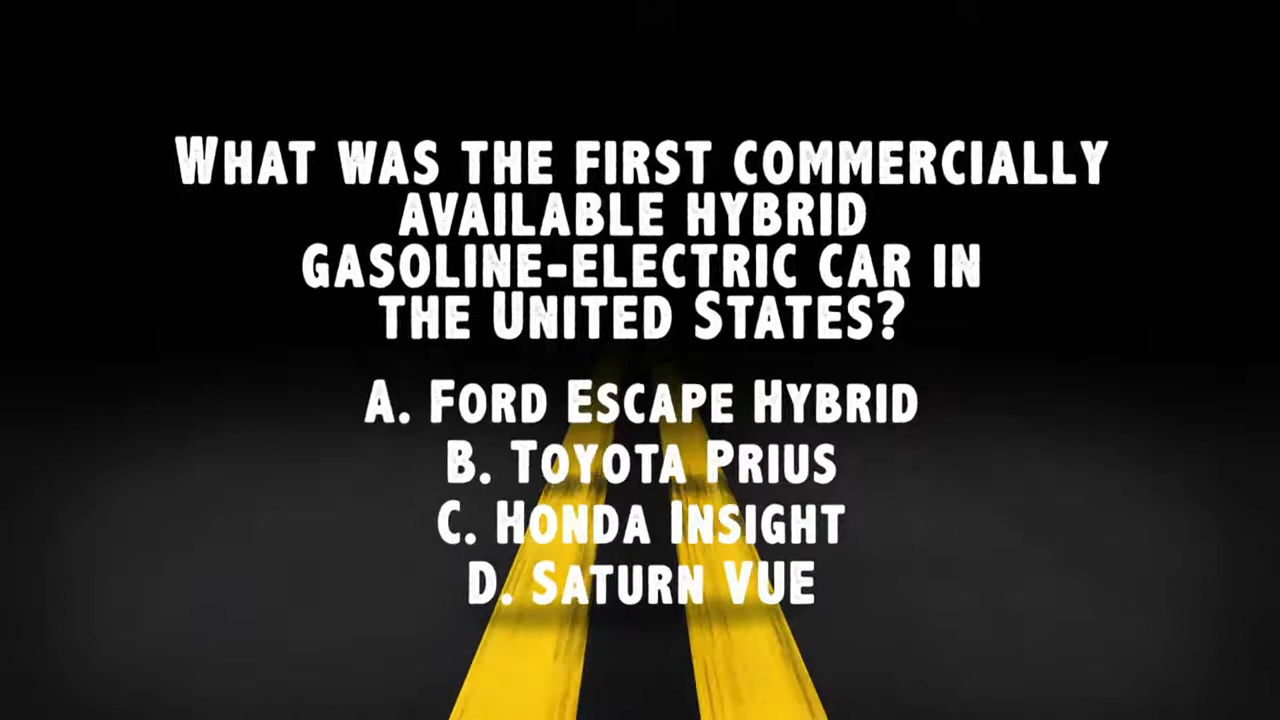 What was the first commercially
available hybrid
gasoline-electric car in
the United States?
A. Ford Escape Hybrid
B. Toyota Prius
C. Honda Insight
D. Saturn VUE